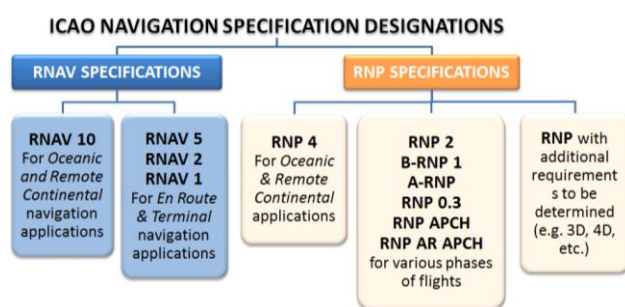 ICAO NAVIGATION SPECIFICATION DESIGNATIONS
RNAV SPECIFICATIONS
RNP SPECIFICATIONS
RNAV 10
For Oceanic
and Remote
Continental
navigation
applications
RNAV 5
RNAV 2
RNAV 1
For En Route
& Terminal
navigation
applications
RNP 4
For Oceanic
& Remote
Continental
applications
RNP 2
B-RNP 1
A-RNP
RNP 0.3
RNP APCH
RNP AR APCH
for various phases
of flights
RNP with
additional
requirement
s to be
determined
(e.g. 3D, 4D,
etc.)